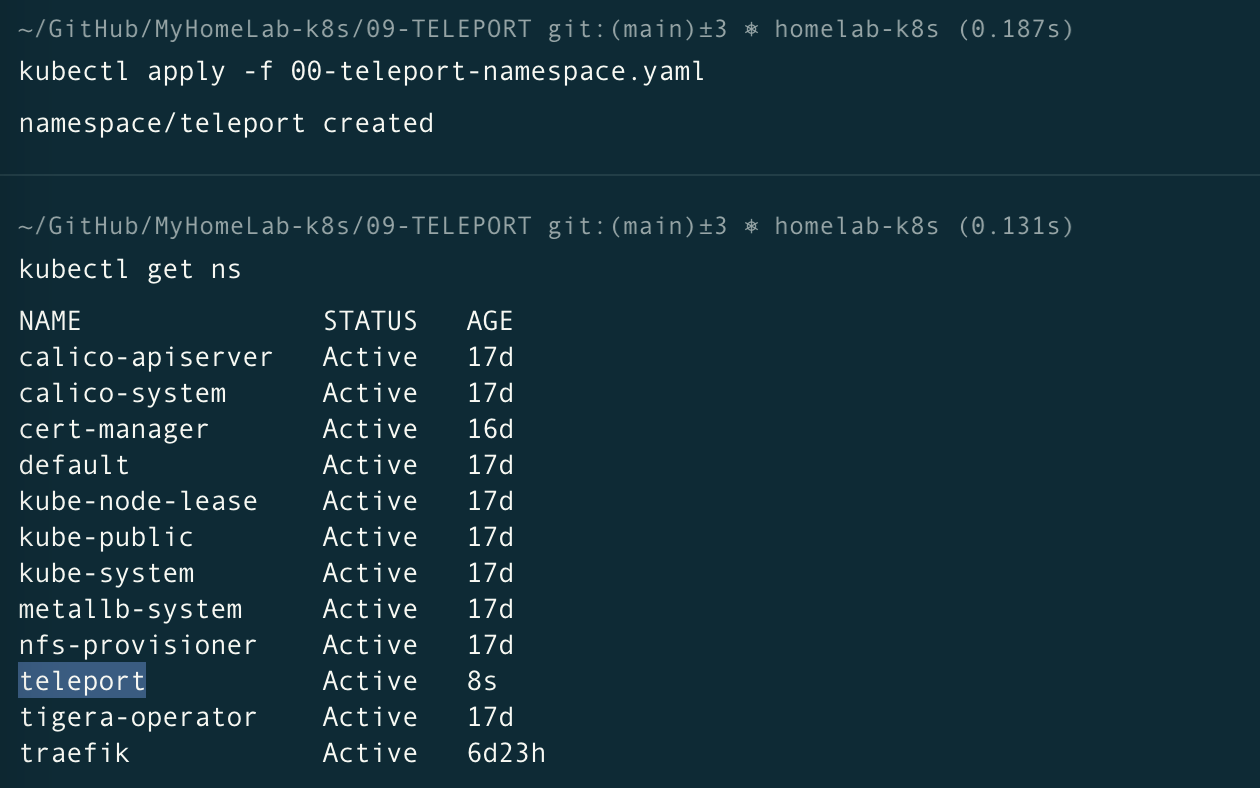 ~/GitHub/MyHomeLab-k8s/09-TELEPORT git:(main)±3 ⎈ homelab-k8s (0.187s)
kubectl apply -f 00-teleport-namespace.yaml
namespace/teleport created
~/GitHub/MyHomeLab-k8s/09-TELEPORT git:(main)±3 ⎈ homelab-k8s (0.131s)
kubectl get ns
NAME STATUS AGE
calico-apiserver Active 17d
calico-system Active 17d
cert-manager Active 16d
default Active 17d
kube-node-lease Active 17d
kube-public Active 17d
kube-system Active 17d
metallb-system Active 17d
nfs-provisioner Active 17d
teleport Active 8s
tigera-operator Active 17d
traefik Active 6d23h